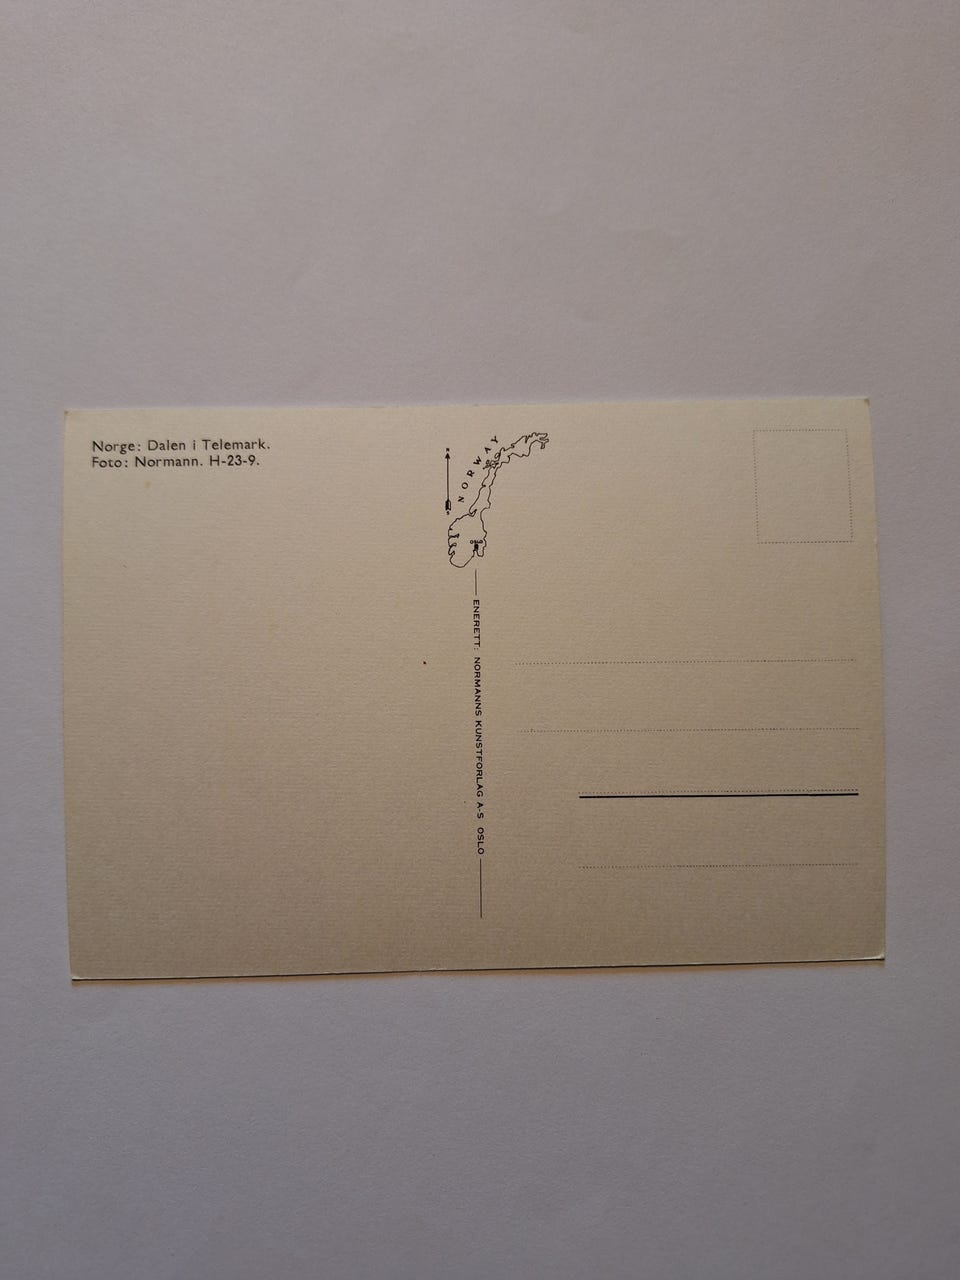 Norge: Dalen i Telemark.
Foto: Normann. H-23-9.
NORWAY
N
OSLO
ENERETT: NORMANNS KUNSTFORLAG A-S OSLO